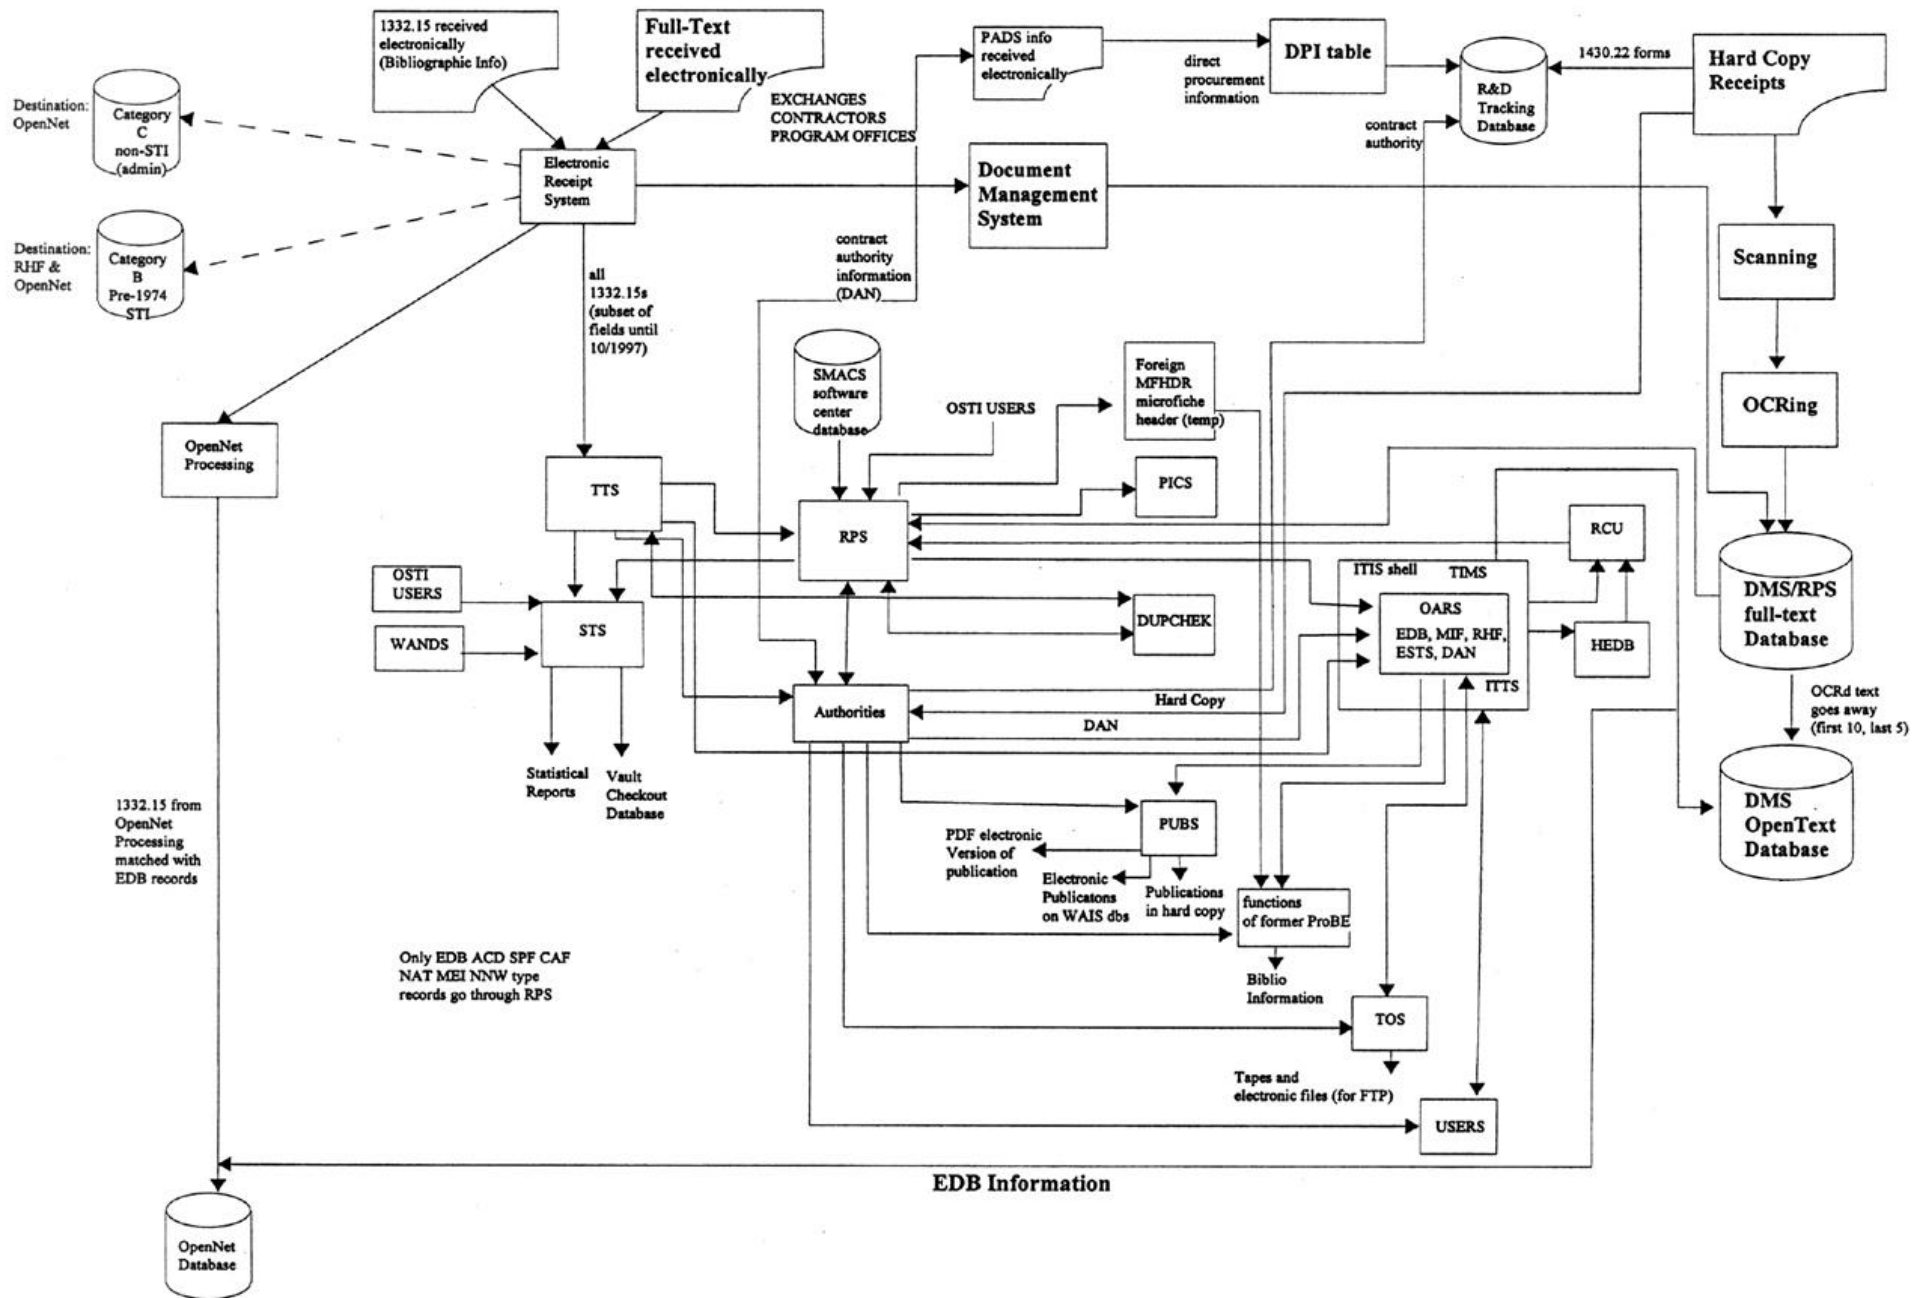 1332.15 received
electronically
(Bibliographic Info)
Full-Text
received
electronically
EXCHANGES
CONTRACTORS
PROGRAM OFFICES
PADS info
received
electronically
direct
procurement
information
DPI table
R&D
Tracking
Database
1430.22 forms
Hard Copy
Receipts
contract
authority
Destination:
OpenNet
Category
C
non-STI
(admin)
Electronic
Receipt
System
Document
Management
System
Scanning
Destination:
RHF &
OpenNet
Category
B
Pre-1974
STI
all
1332.15s
(subset of
fields until
10/1997)
contract
authority
information
(DAN)
SMACS
software
center
database
OSTI USERS
Foreign
MFHDR
microfiche
header (temp)
OCRing
OpenNet
Processing
TTS
RPS
PICS
RCU
ITIS shell
TIMS
OARS
EDB, MIF, RHF,
ESTS, DAN
ITTS
HEDB
DMS/RPS
full-text
Database
OSTI
USERS
WANDS
STS
DUPCHEK
Authorities
Hard Copy
DAN
OCRd text
goes away
(first 10, last 5)
Statistical
Reports
Vault
Checkout
Database
DMS
OpenText
Database
1332.15 from
OpenNet
Processing
matched with
EDB records
PUBS
PDF electronic
Version of
publication
Electronic
Publicatons
on WAIS dbs
Publications
in hard copy
functions
of former ProBE
Biblio
Information
Only EDB ACD SPF CAF
NAT MEI NNW type
records go through RPS
TOS
Tapes and
electronic files (for FTP)
USERS
EDB Information
OpenNet
Database